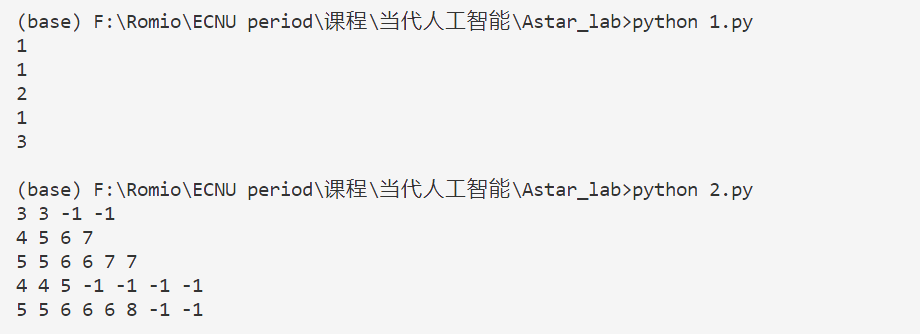 (base) F:\Romio\ECNU period\课程\当代人工智能\Astar_lab>python 1.py
1
1
2
1
3
(base) F:\Romio\ECNU period\课程\当代人工智能\Astar_lab>python 2.py
3 3 -1 -1
4 5 6 7
5 5 6 6 7 7
4 4 5 -1 -1 -1 -1
5 5 6 6 6 8 -1 -1